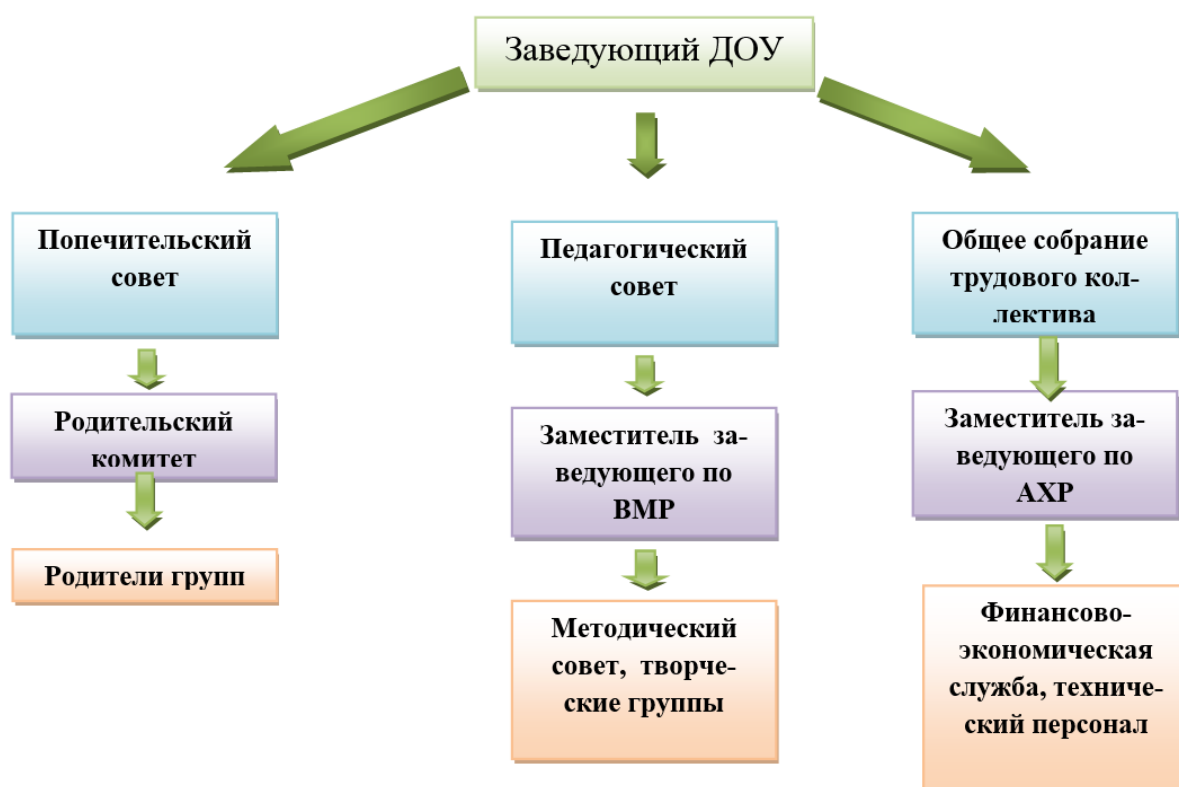 Заведующий ДОУ
Попечительский
совет
Педагогический
совет
Общее собрание
трудового кол-
лектива
Родительский
комитет
Заместитель за-
ведующего по
ВМР
Заместитель за-
ведующего по
АХР
Родители групп
Методический
совет, творче-
ские группы
Финансово-
экономическая
служба, техниче-
ский персонал